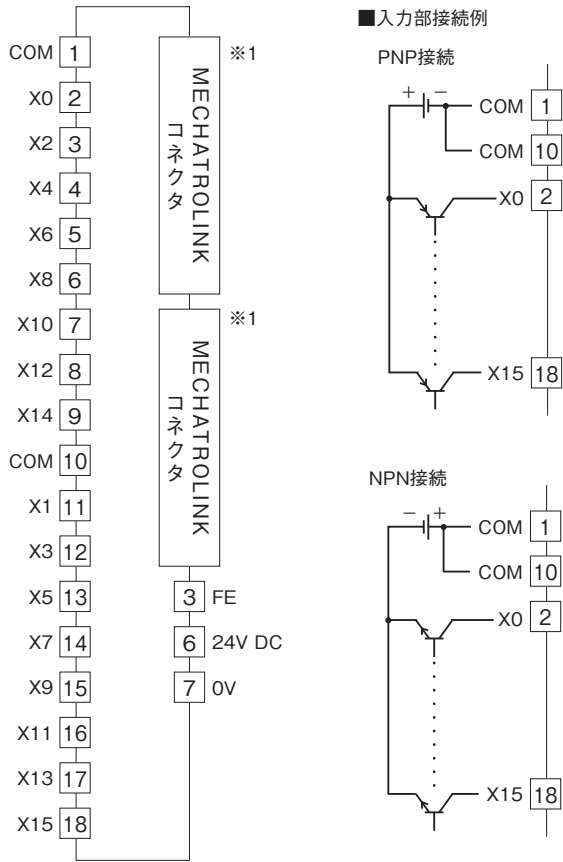 COM 1
X0 2
X2 3
X4 4
X6 5
X8 6
X10 7
X12 8
X14 9
COM 10
X1 11
X3 12
X5 13
X7 14
X9 15
X11 16
X13 17
X15 18
MECHATROLINK
コネクタ
※1
MECHATROLINK
コネクタ
※1
3 FE
6 24V DC
7 0V
■入力部接続例
PNP接続
+ −
COM 1
COM 10
X0 2
X15 18
NPN接続
− +
COM 1
COM 10
X0 2
X15 18